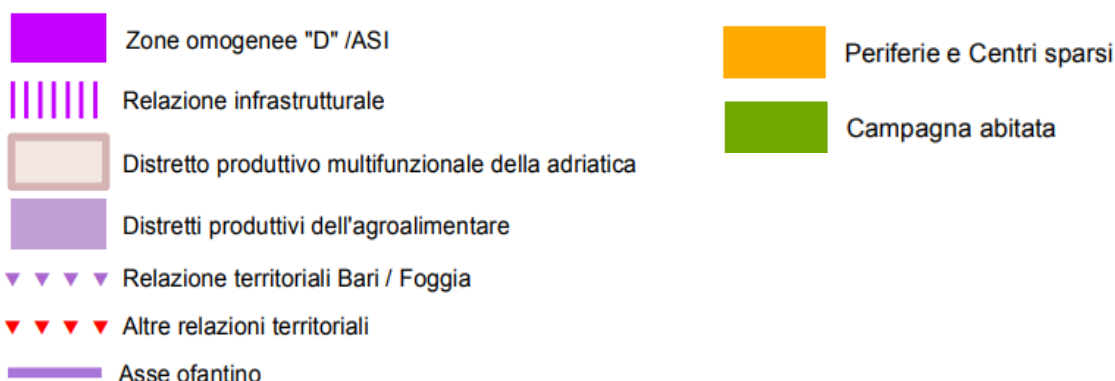 Zone omogenee "D" /ASI
Relazione infrastrutturale
Distretto produttivo multifunzionale della adriatica
Distretti produttivi dell'agroalimentare
Relazione territoriali Bari / Foggia
Altre relazioni territoriali
Asse ofantino
Periferie e Centri sparsi
Campagna abitata